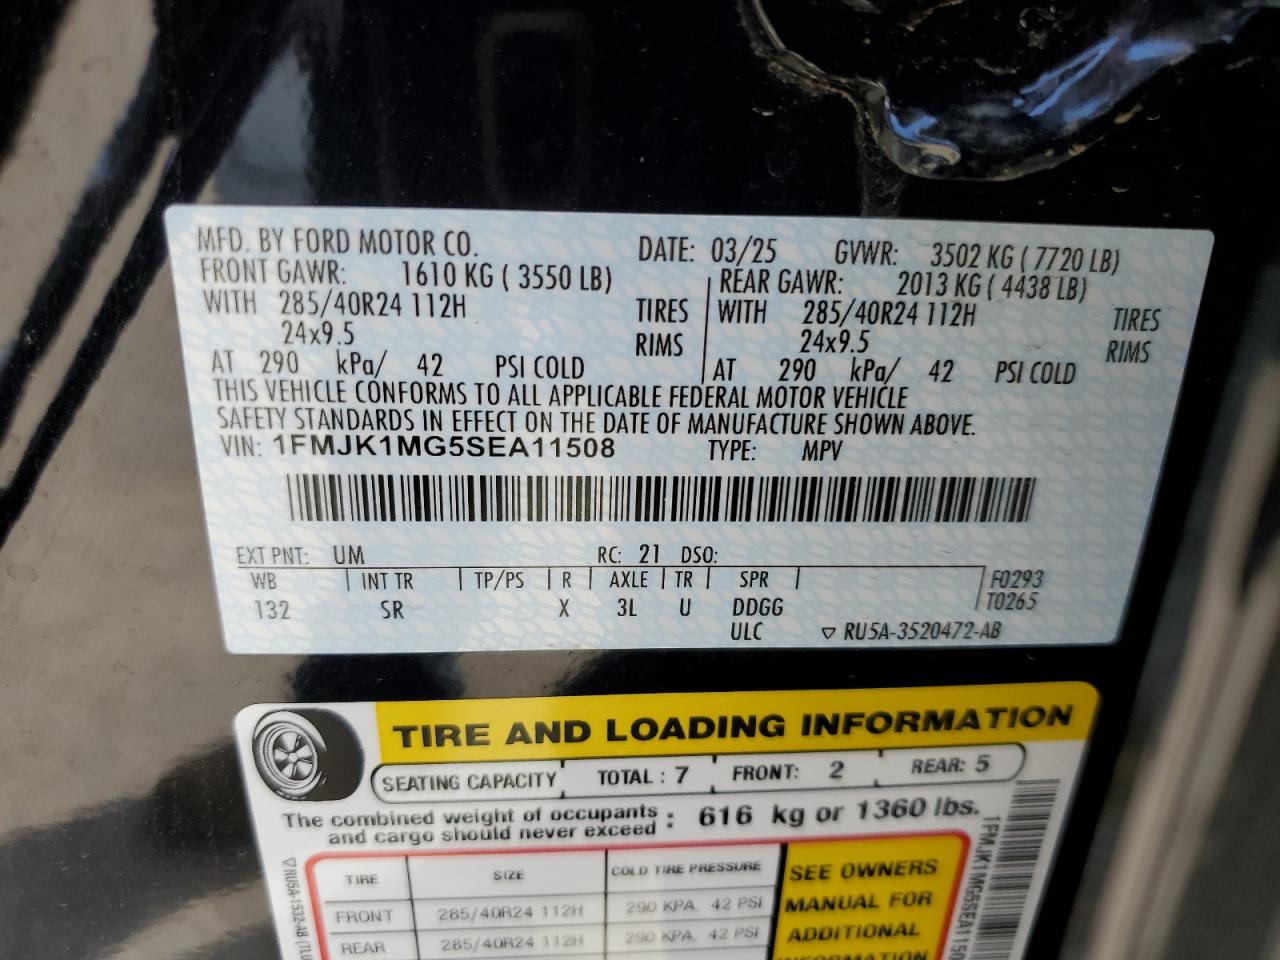 MFD. BY FORD MOTOR CO. DATE: 03/25 GVWR: 3502 KG ( 7720 LB)
FRONT GAWR: 1610 KG ( 3550 LB) REAR GAWR: 2013 KG ( 4438 LB)
WITH 285/40R24 112H TIRES WITH 285/40R24 112H TIRES
24x9.5 RIMS 24x9.5 RIMS
AT 290 kPa/ 42 PSI COLD AT 290 kPa/ 42 PSI COLD
THIS VEHICLE CONFORMS TO ALL APPLICABLE FEDERAL MOTOR VEHICLE
SAFETY STANDARDS IN EFFECT ON THE DATE OF MANUFACTURE SHOWN ABOVE.
VIN: 1FMJK1MG5SEA11508 TYPE: MPV
EXT PNT: UM RC: 21 DSO:
WB INT TR TP/PS R AXLE TR SPR F0293
132 SR X 3L U DDGG T0265
ULC ▽ RU5A-3520472-AB
TIRE AND LOADING INFORMATION
SEATING CAPACITY TOTAL : 7 FRONT: 2 REAR: 5
The combined weight of occupants
and cargo should never exceed : 616 kg or 1360 lbs.
TIRE SIZE COLD TIRE PRESSURE
FRONT 285/40R24 112H 290 KPA, 42 PSI
REAR 285/40R24 112H 290 KPA, 42 PSI
SEE OWNERS
MANUAL FOR
ADDITIONAL
INFORMATION
▽RU5A-1532-AB (TLU
1FMJK1MG5SEA1150